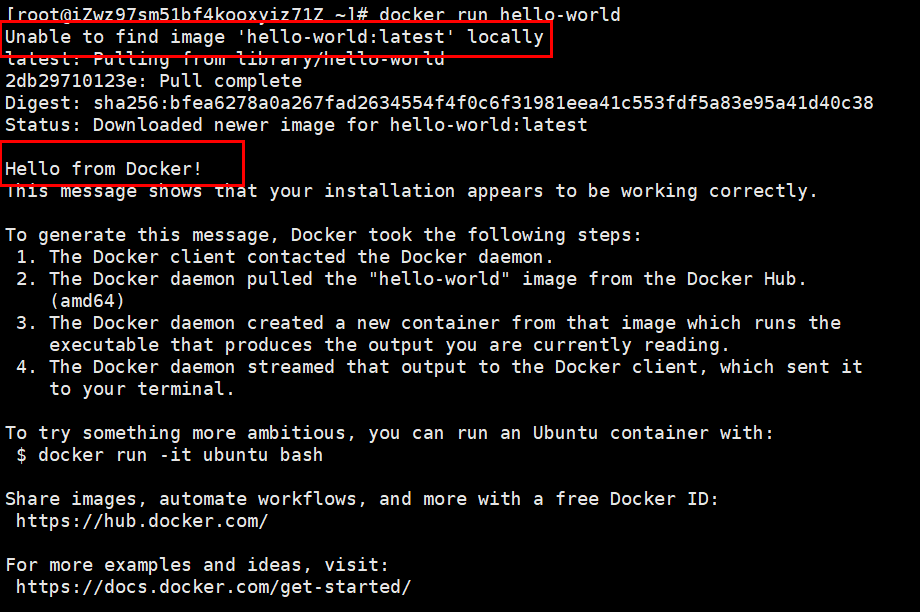 [root@iZwz97sm51bf4kooxyiz71Z ~]# docker run hello-world
Unable to find image 'hello-world:latest' locally
latest: Pulling from library/hello-world
2db29710123e: Pull complete
Digest: sha256:bfea6278a0a267fad2634554f4f0c6f31981eea41c553fdf5a83e95a41d40c38
Status: Downloaded newer image for hello-world:latest

Hello from Docker!
This message shows that your installation appears to be working correctly.

To generate this message, Docker took the following steps:
 1. The Docker client contacted the Docker daemon.
 2. The Docker daemon pulled the "hello-world" image from the Docker Hub.
    (amd64)
 3. The Docker daemon created a new container from that image which runs the
    executable that produces the output you are currently reading.
 4. The Docker daemon streamed that output to the Docker client, which sent it
    to your terminal.

To try something more ambitious, you can run an Ubuntu container with:
 $ docker run -it ubuntu bash

Share images, automate workflows, and more with a free Docker ID:
 https://hub.docker.com/

For more examples and ideas, visit:
 https://docs.docker.com/get-started/